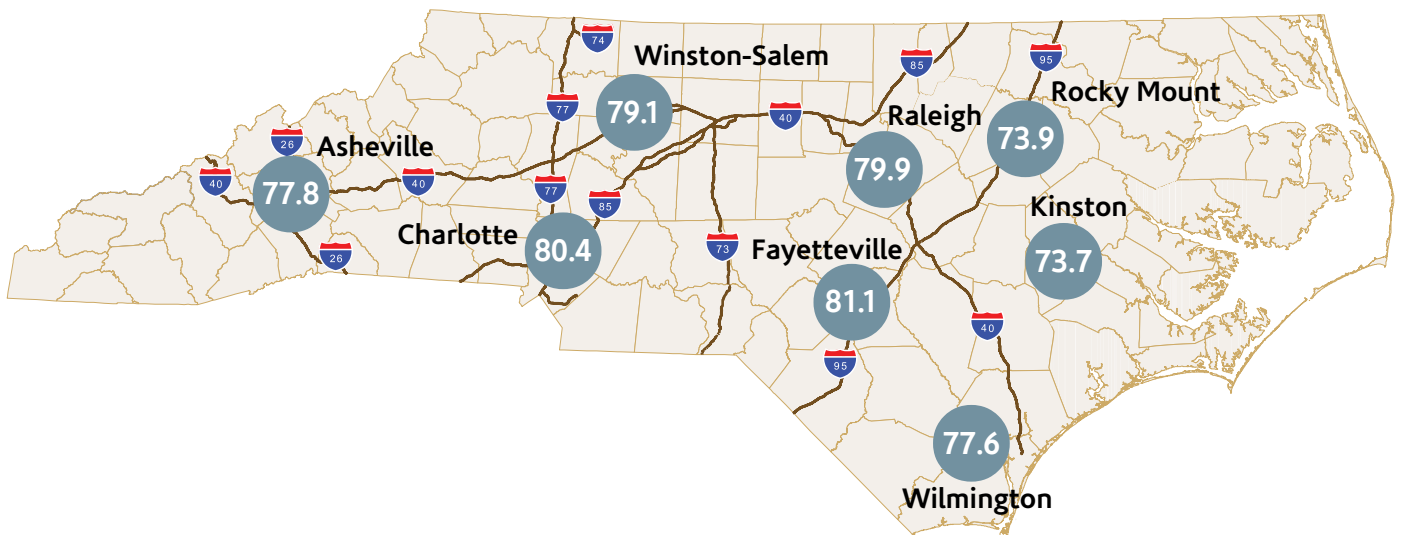 74
Winston-Salem
85
95
77
79.1
40
Raleigh
Rocky Mount
73.9
26
Asheville
40
77.8
40
77
85
79.9
Kinston
Charlotte
80.4
26
73
Fayetteville
73.7
81.1
40
95
77.6
Wilmington